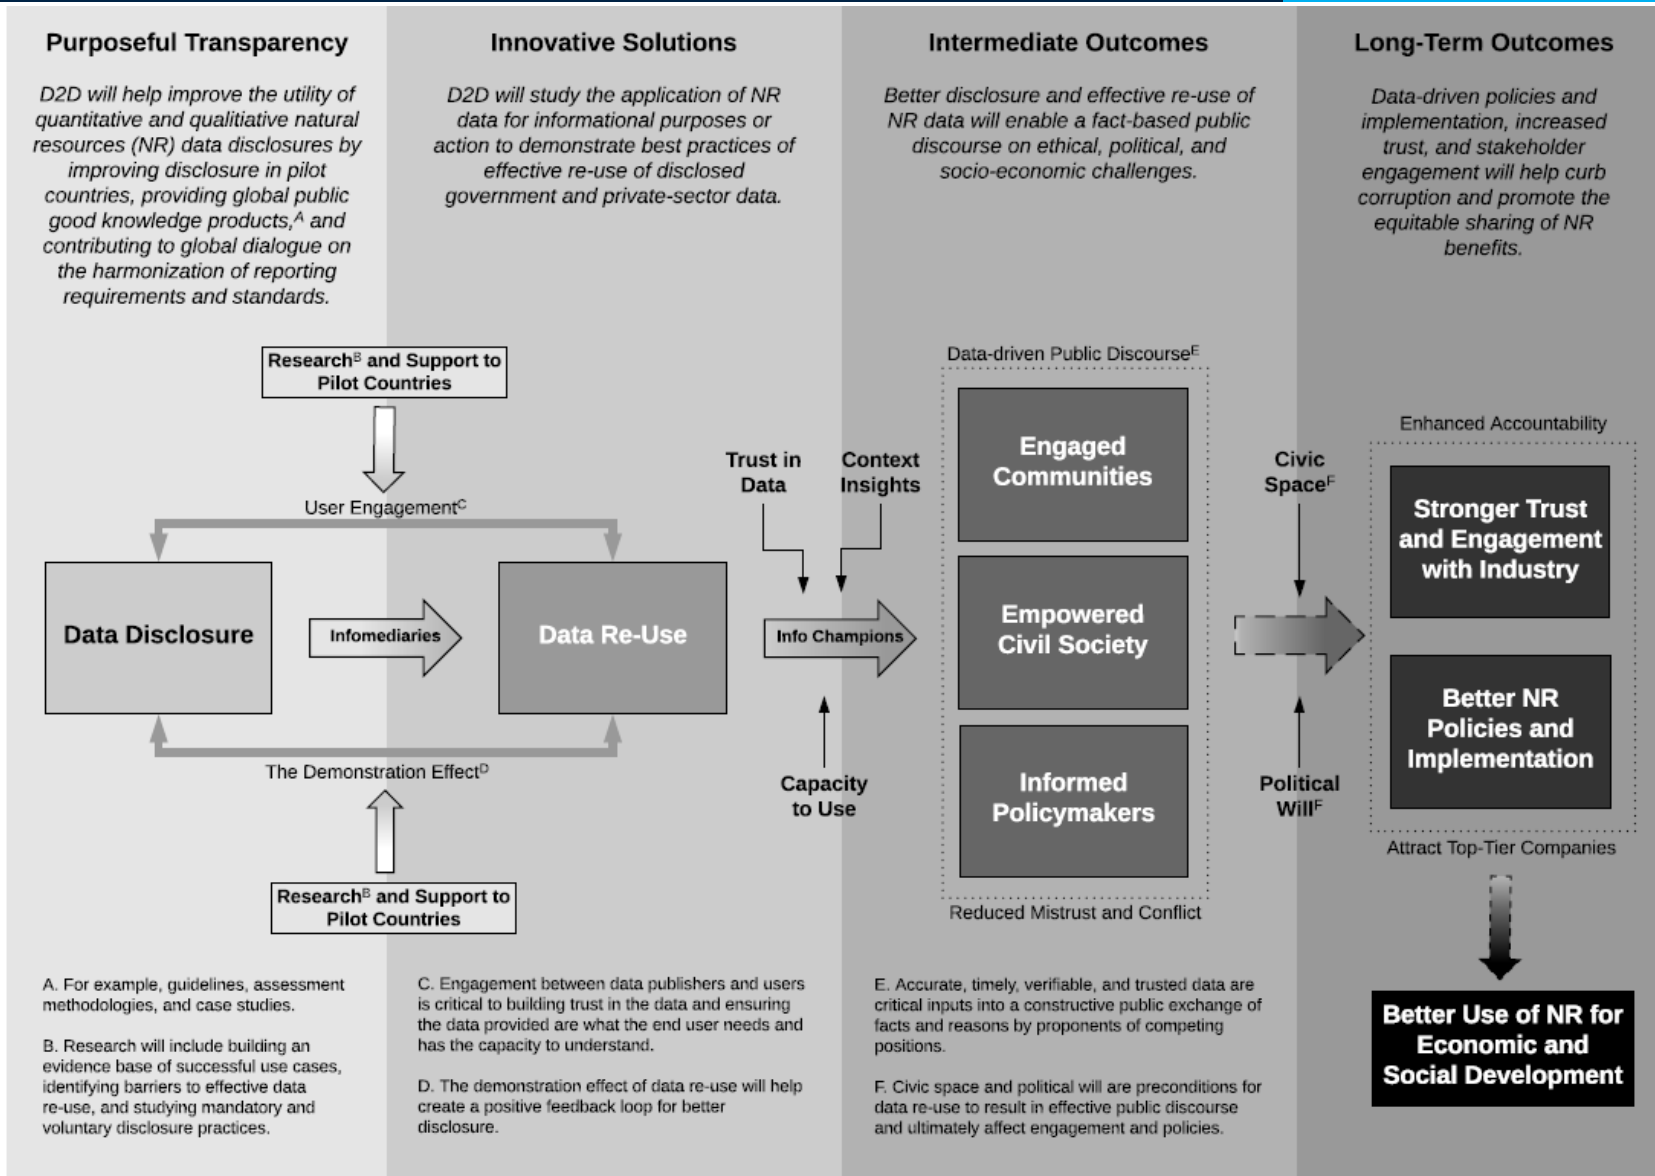 Purposeful Transparency
D2D will help improve the utility of
quantitative and qualitiative natural
resources (NR) data disclosures by
improving disclosure in pilot
countries, providing global public
good knowledge products,A and
contributing to global dialogue on
the harmonization of reporting
requirements and standards.
Innovative Solutions
D2D will study the application of NR
data for informational purposes or
action to demonstrate best practices of
effective re-use of disclosed
government and private-sector data.
Intermediate Outcomes
Better disclosure and effective re-use of
NR data will enable a fact-based public
discourse on ethical, political, and
socio-economic challenges.
Long-Term Outcomes
Data-driven policies and
implementation, increased
trust, and stakeholder
engagement will help curb
corruption and promote the
equitable sharing of NR
benefits.
ResearchB and Support to
Pilot Countries
User EngagementC
Data Disclosure
Infomediaries
Data Re-Use
The Demonstration EffectD
ResearchB and Support to
Pilot Countries
Trust in
Data
Context
Insights
Info Champions
Capacity
to Use
Data-driven Public DiscourseE
Engaged
Communities
Empowered
Civil Society
Informed
Policymakers
Reduced Mistrust and Conflict
Civic
SpaceF
Political
WillF
Enhanced Accountability
Stronger Trust
and Engagement
with Industry
Better NR
Policies and
Implementation
Attract Top-Tier Companies
Better Use of NR for
Economic and
Social Development
A. For example, guidelines, assessment
methodologies, and case studies.
B. Research will include building an
evidence base of successful use cases,
identifying barriers to effective data
re-use, and studying mandatory and
voluntary disclosure practices.
C. Engagement between data publishers and users
is critical to building trust in the data and ensuring
the data provided are what the end user needs and
has the capacity to understand.
D. The demonstration effect of data re-use will help
create a positive feedback loop for better
disclosure.
E. Accurate, timely, verifiable, and trusted data are
critical inputs into a constructive public exchange of
facts and reasons by proponents of competing
positions.
F. Civic space and political will are preconditions for
data re-use to result in effective public discourse
and ultimately affect engagement and policies.